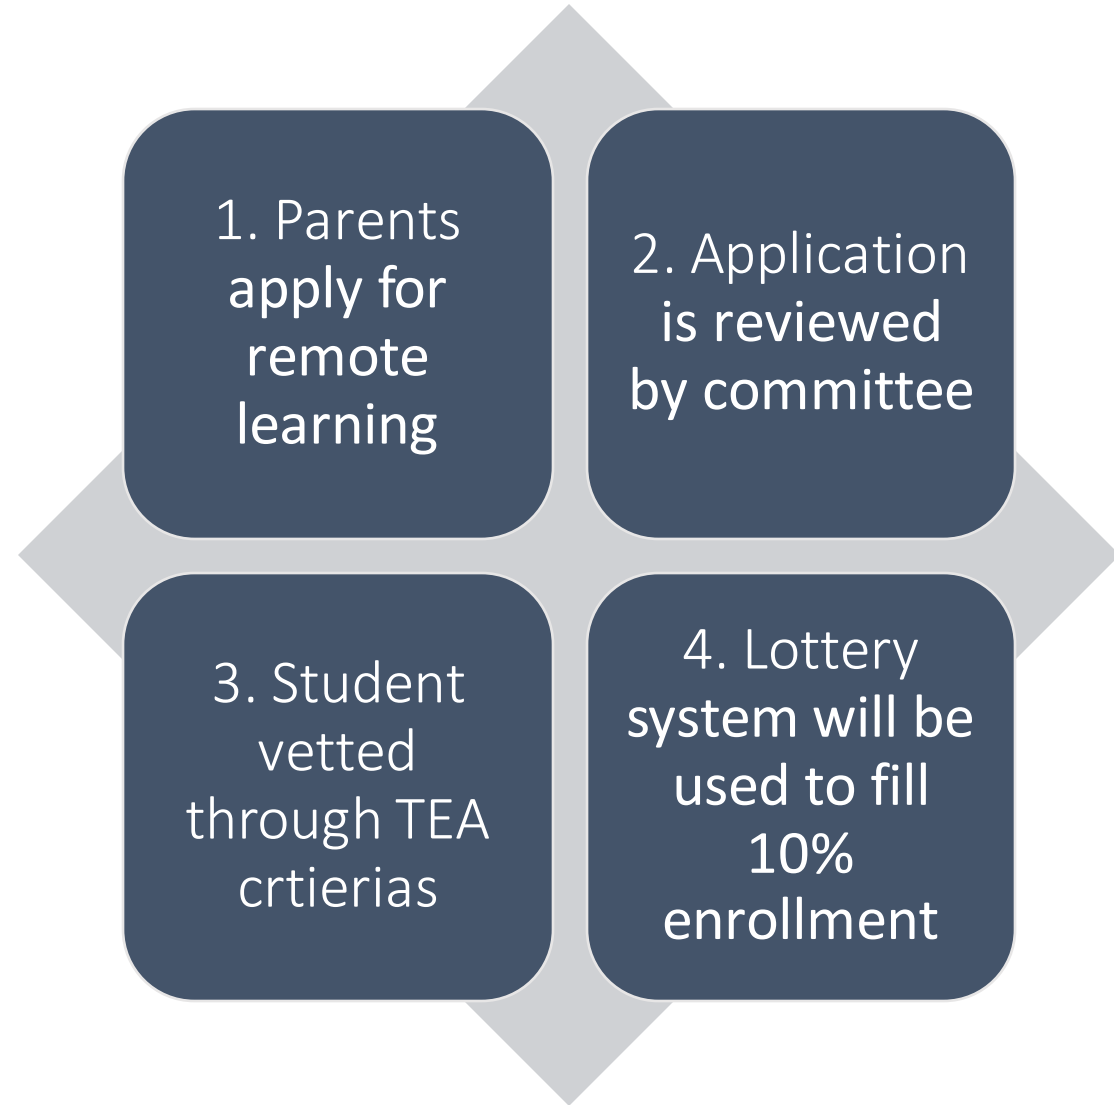 1. Parents
apply for
remote
learning
2. Application
is reviewed
by committee
3. Student
vetted
through TEA
crtierias
4. Lottery
system will be
used to fill
10%
enrollment